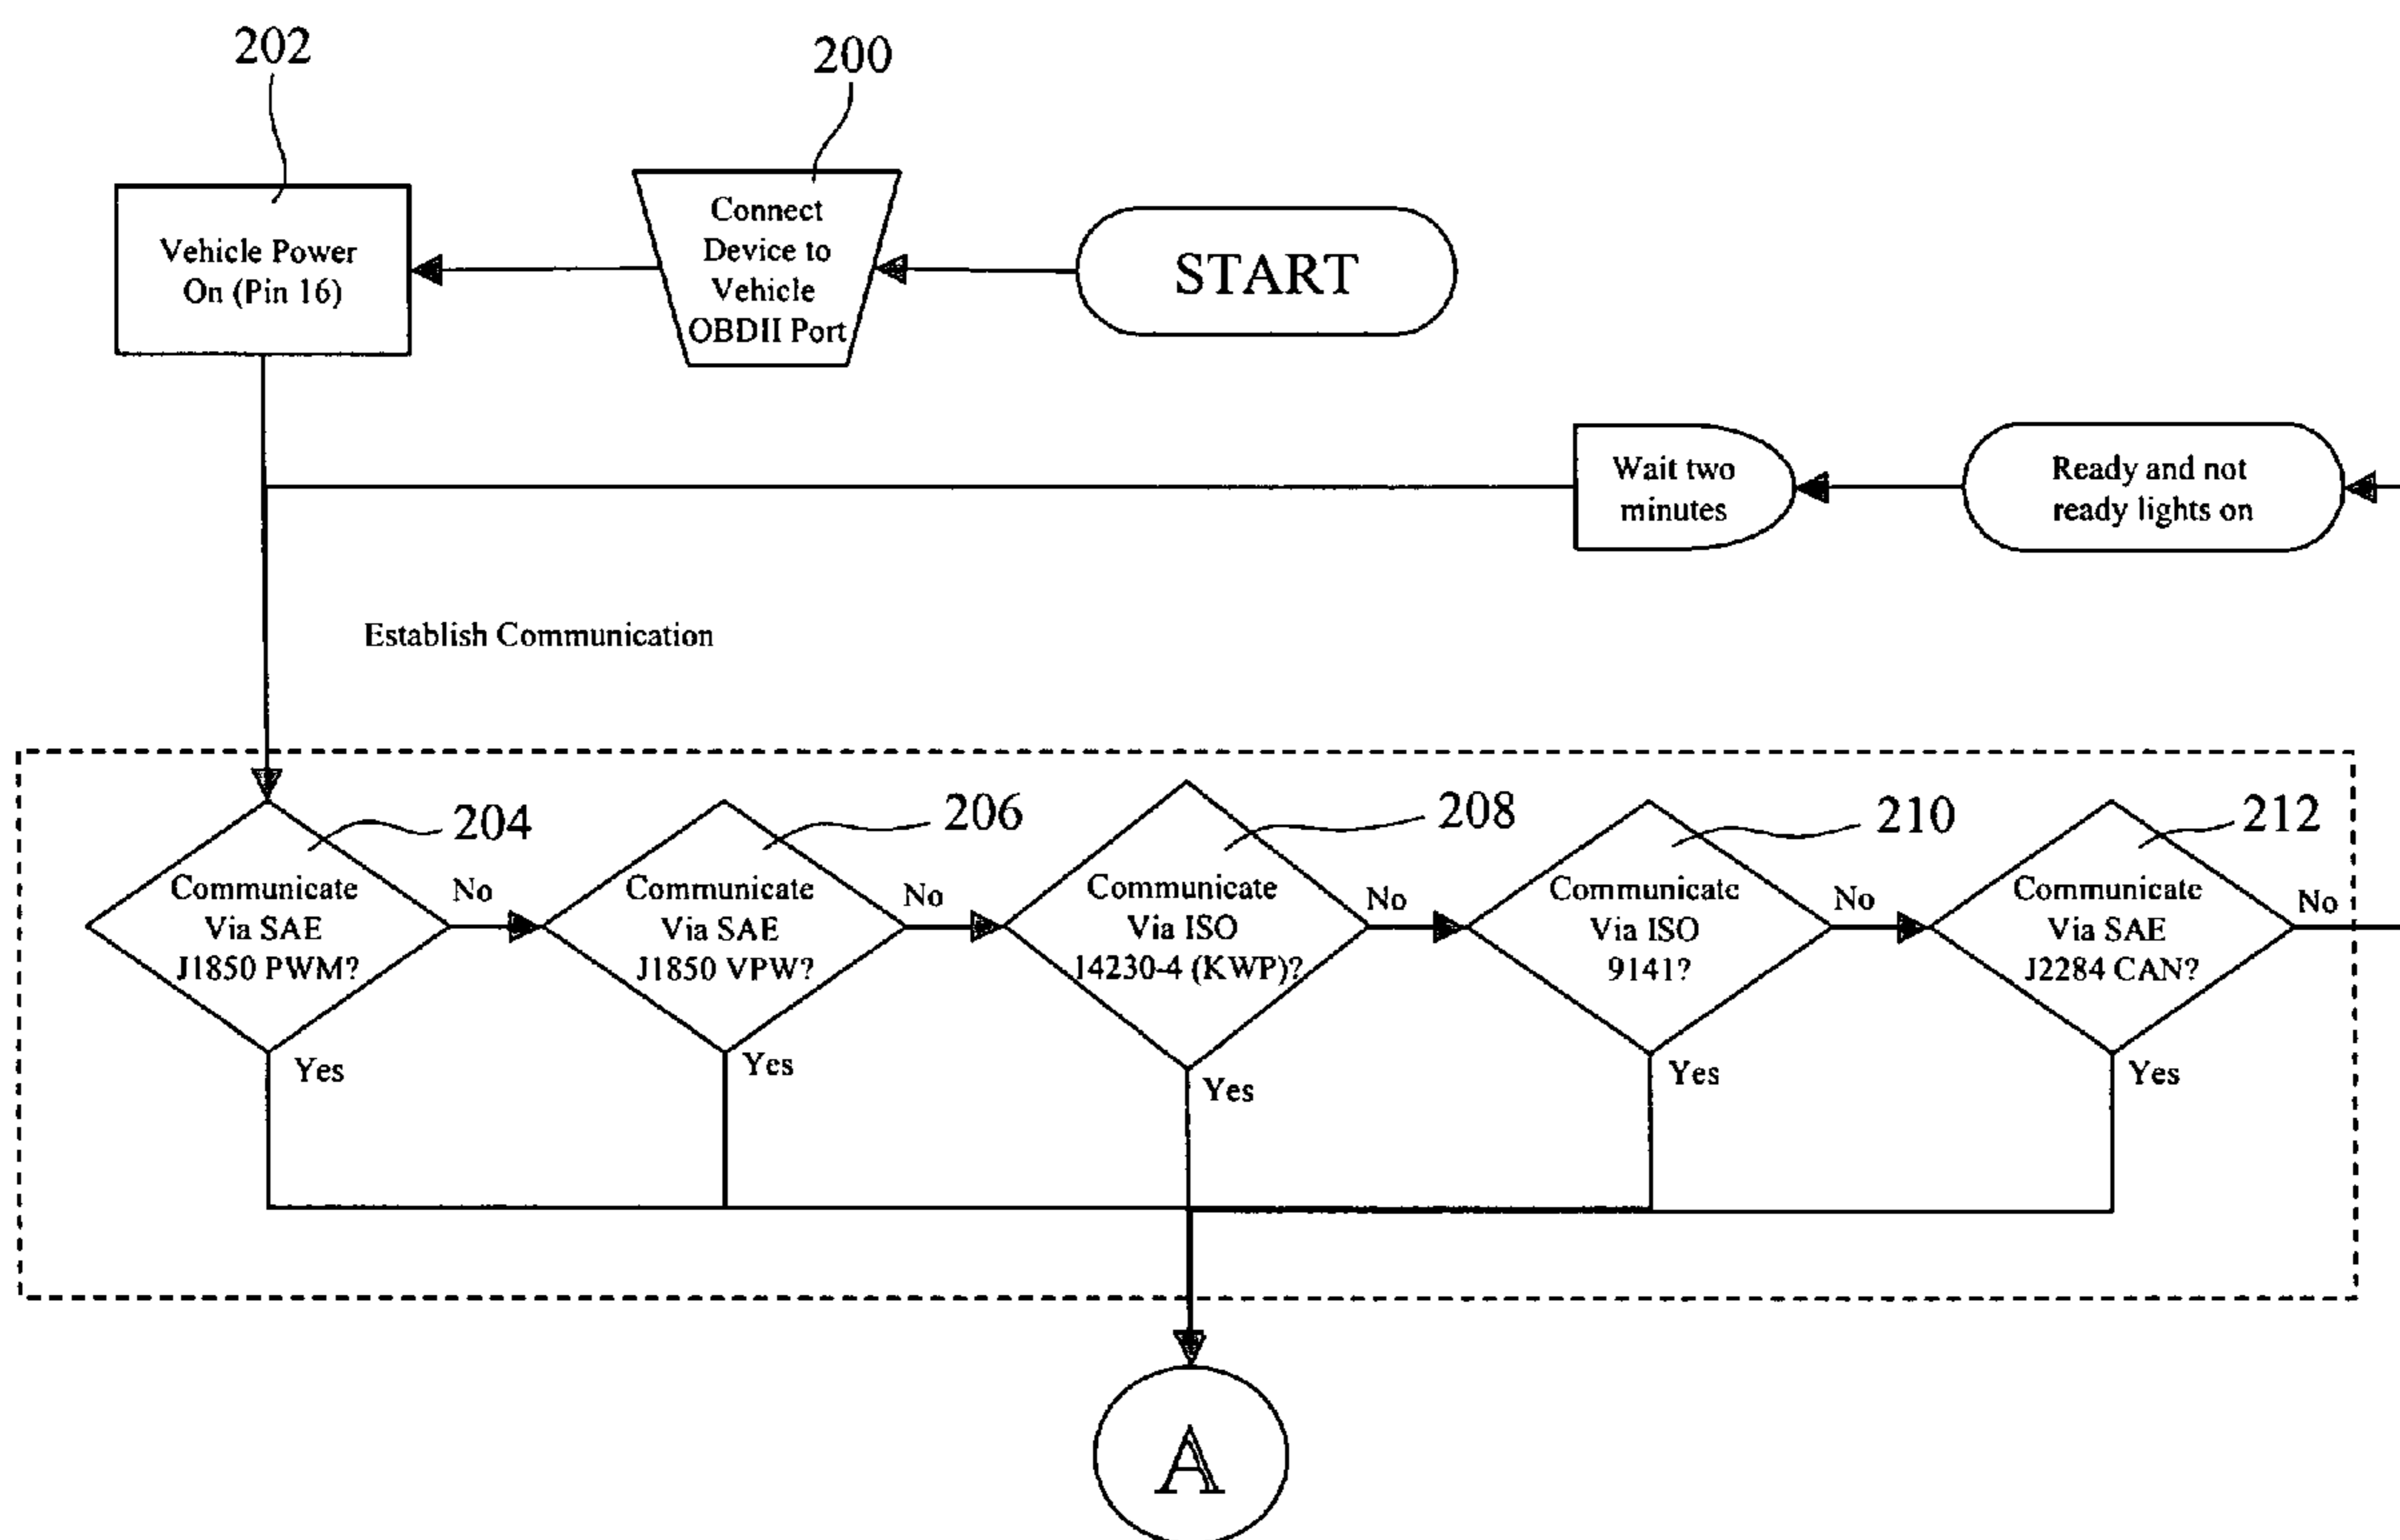 202
200
Vehicle Power
On (Pin 16)
Connect
Device to
Vehicle
OBDII Port
START
Wait two
minutes
Ready and not
ready lights on
Establish Communication
204
206
208
210
212
Communicate
Via SAE
J1850 PWM?
No
Communicate
Via SAE
J1850 VPW?
No
Communicate
Via ISO
14230-4 (KWP)?
No
Communicate
Via ISO
9141?
No
Communicate
Via SAE
J2284 CAN?
No
Yes
Yes
Yes
Yes
Yes
A